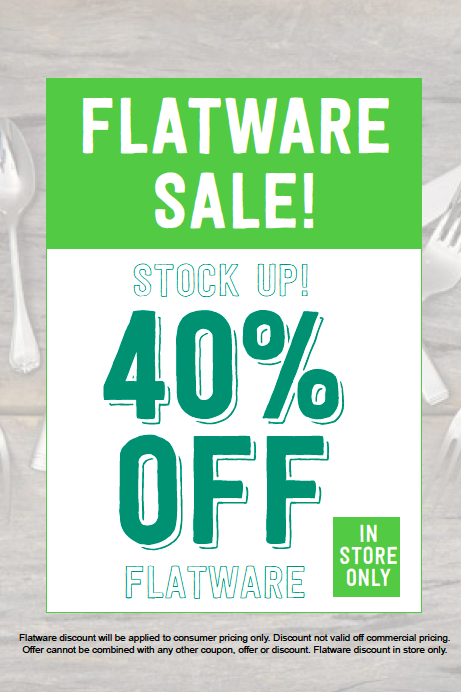 FLATWARE
SALE!
STOCK UP!
40%
OFF
FLATWARE
IN
STORE
ONLY
Flatware discount will be applied to consumer pricing only. Discount not valid off commercial pricing.
Offer cannot be combined with any other coupon, offer or discount. Flatware discount in store only.